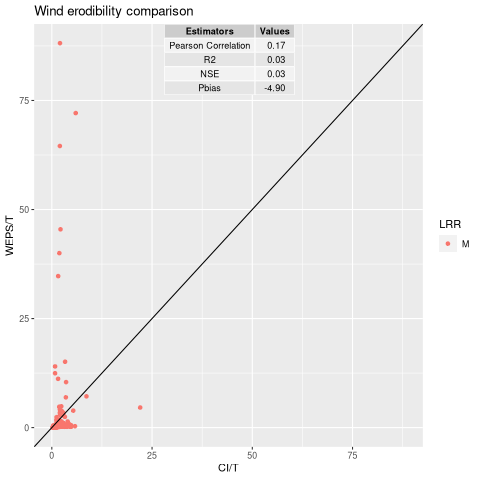 Wind erodibility comparison
Estimators Values
Pearson Correlation 0.17
R2 0.03
NSE 0.03
Pbias -4.90
75
50
25
0
WEPS/T
0 25 50 75
CI/T
LRR
M